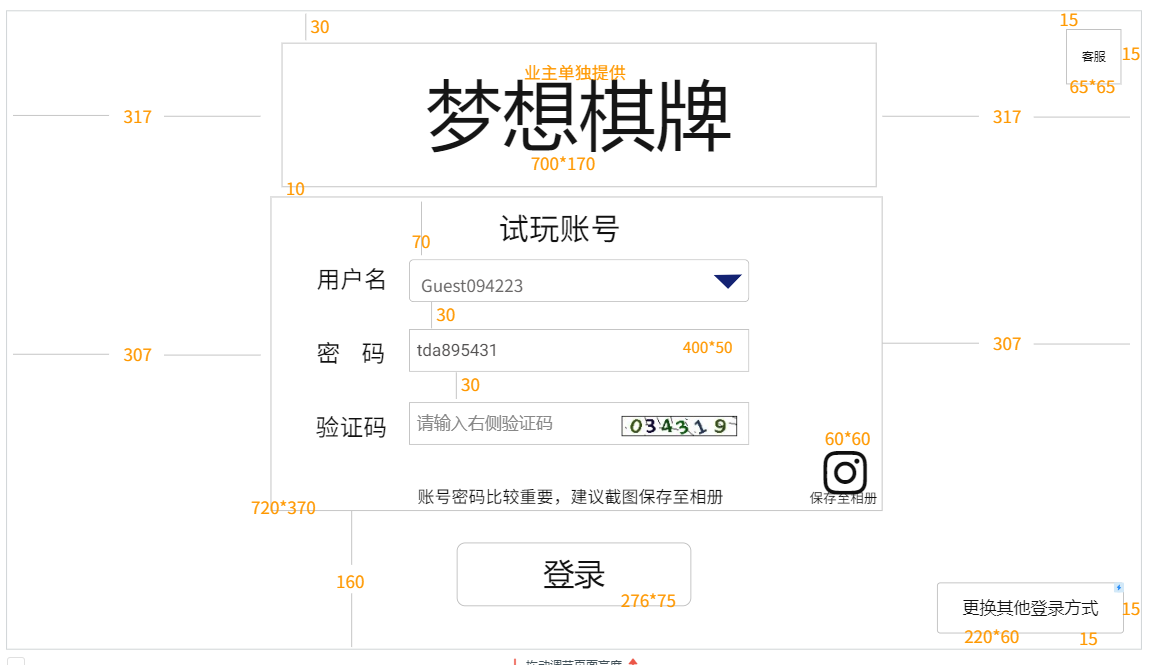 30
15
客服
15
65*65
业主单独提供
梦想棋牌
700*170
317
317
10
试玩账号
70
用户名
Guest094223
30
密 码
tda895431
400*50
307
307
30
验证码
请输入右侧验证码
034319
60*60
保存至相册
账号密码比较重要，建议截图保存至相册
720*370
登录
276*75
160
更换其他登录方式
15
220*60
15